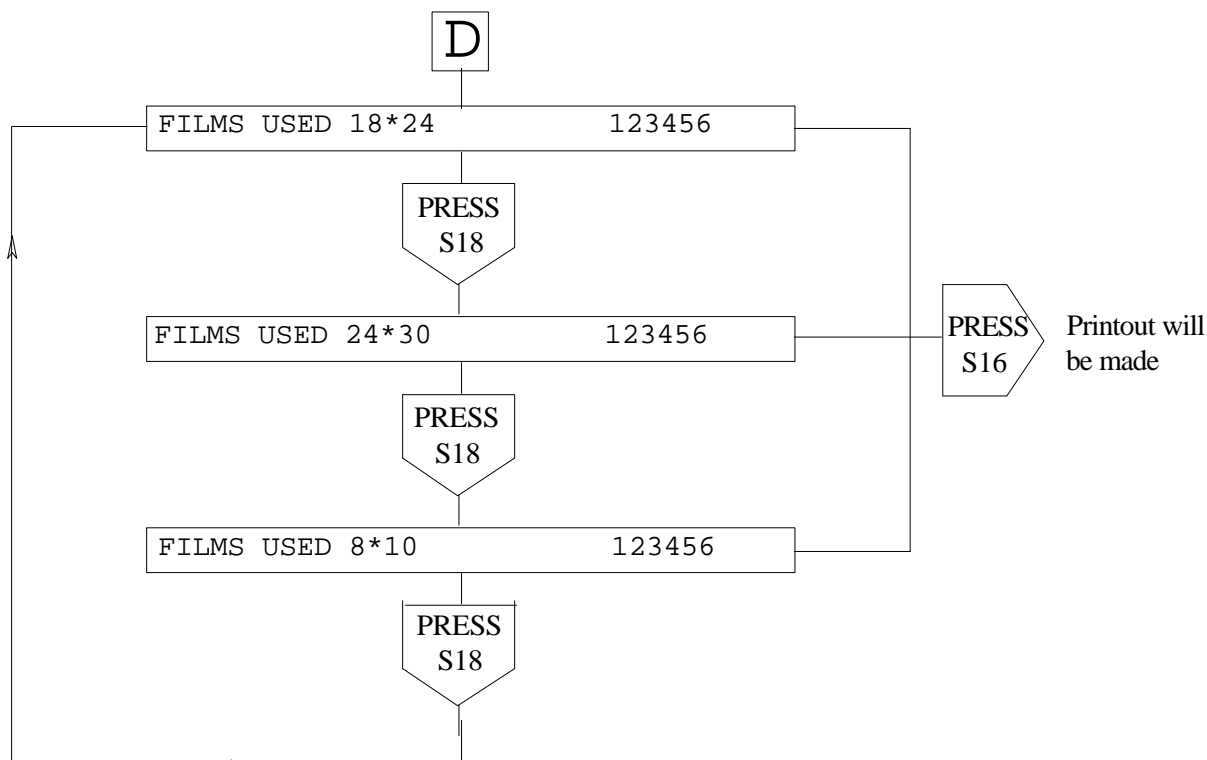 D
FILMS USED 18*24 123456
PRESS
S18
FILMS USED 24*30 123456
PRESS
S16
Printout will
be made
PRESS
S18
FILMS USED 8*10 123456
PRESS
S18